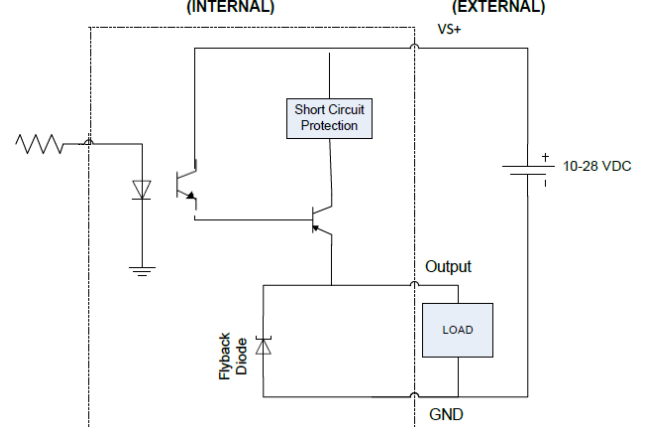 (INTERNAL)
(EXTERNAL)
VS+
Short Circuit
Protection
+
10-28 VDC
-
Output
LOAD
Flyback
Diode
GND